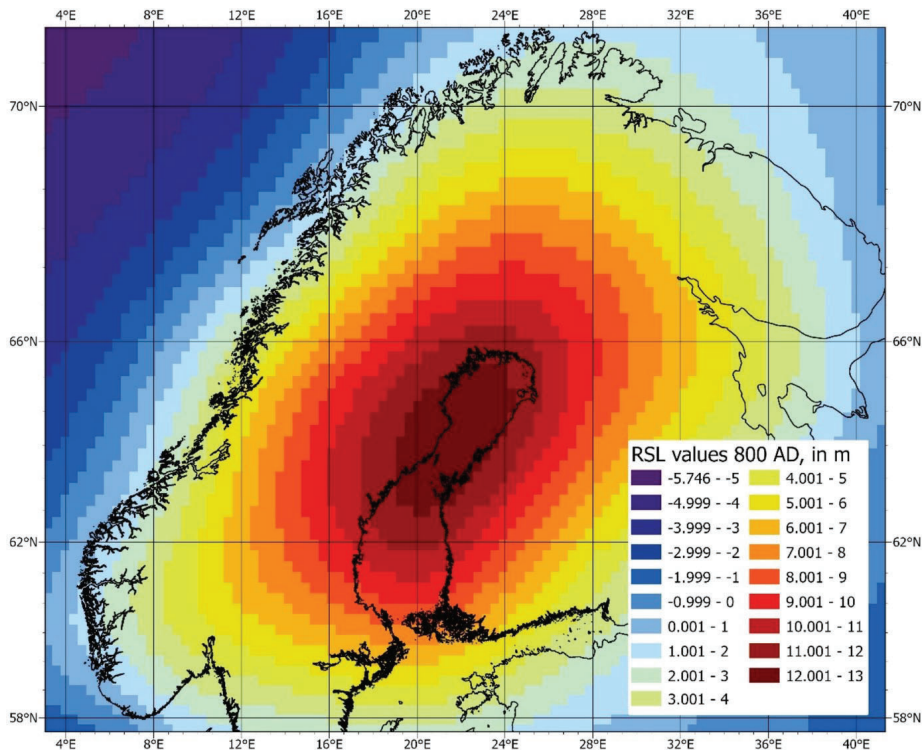 4°E 8°E 12°E 16°E 20°E 24°E 28°E 32°E 36°E 40°E
70°N 70°N
66°N 66°N
RSL values 800 AD, in m
-5.746 - -5 4.001 - 5
-4.999 - -4 5.001 - 6
-3.999 - -3 6.001 - 7
-2.999 - -2 7.001 - 8
-1.999 - -1 8.001 - 9
-0.999 - 0 9.001 - 10
0.001 - 1 10.001 - 11
1.001 - 2 11.001 - 12
2.001 - 3 12.001 - 13
3.001 - 4
62°N 62°N
58°N 58°N
4°E 8°E 12°E 16°E 20°E 24°E 28°E 32°E 36°E 40°E